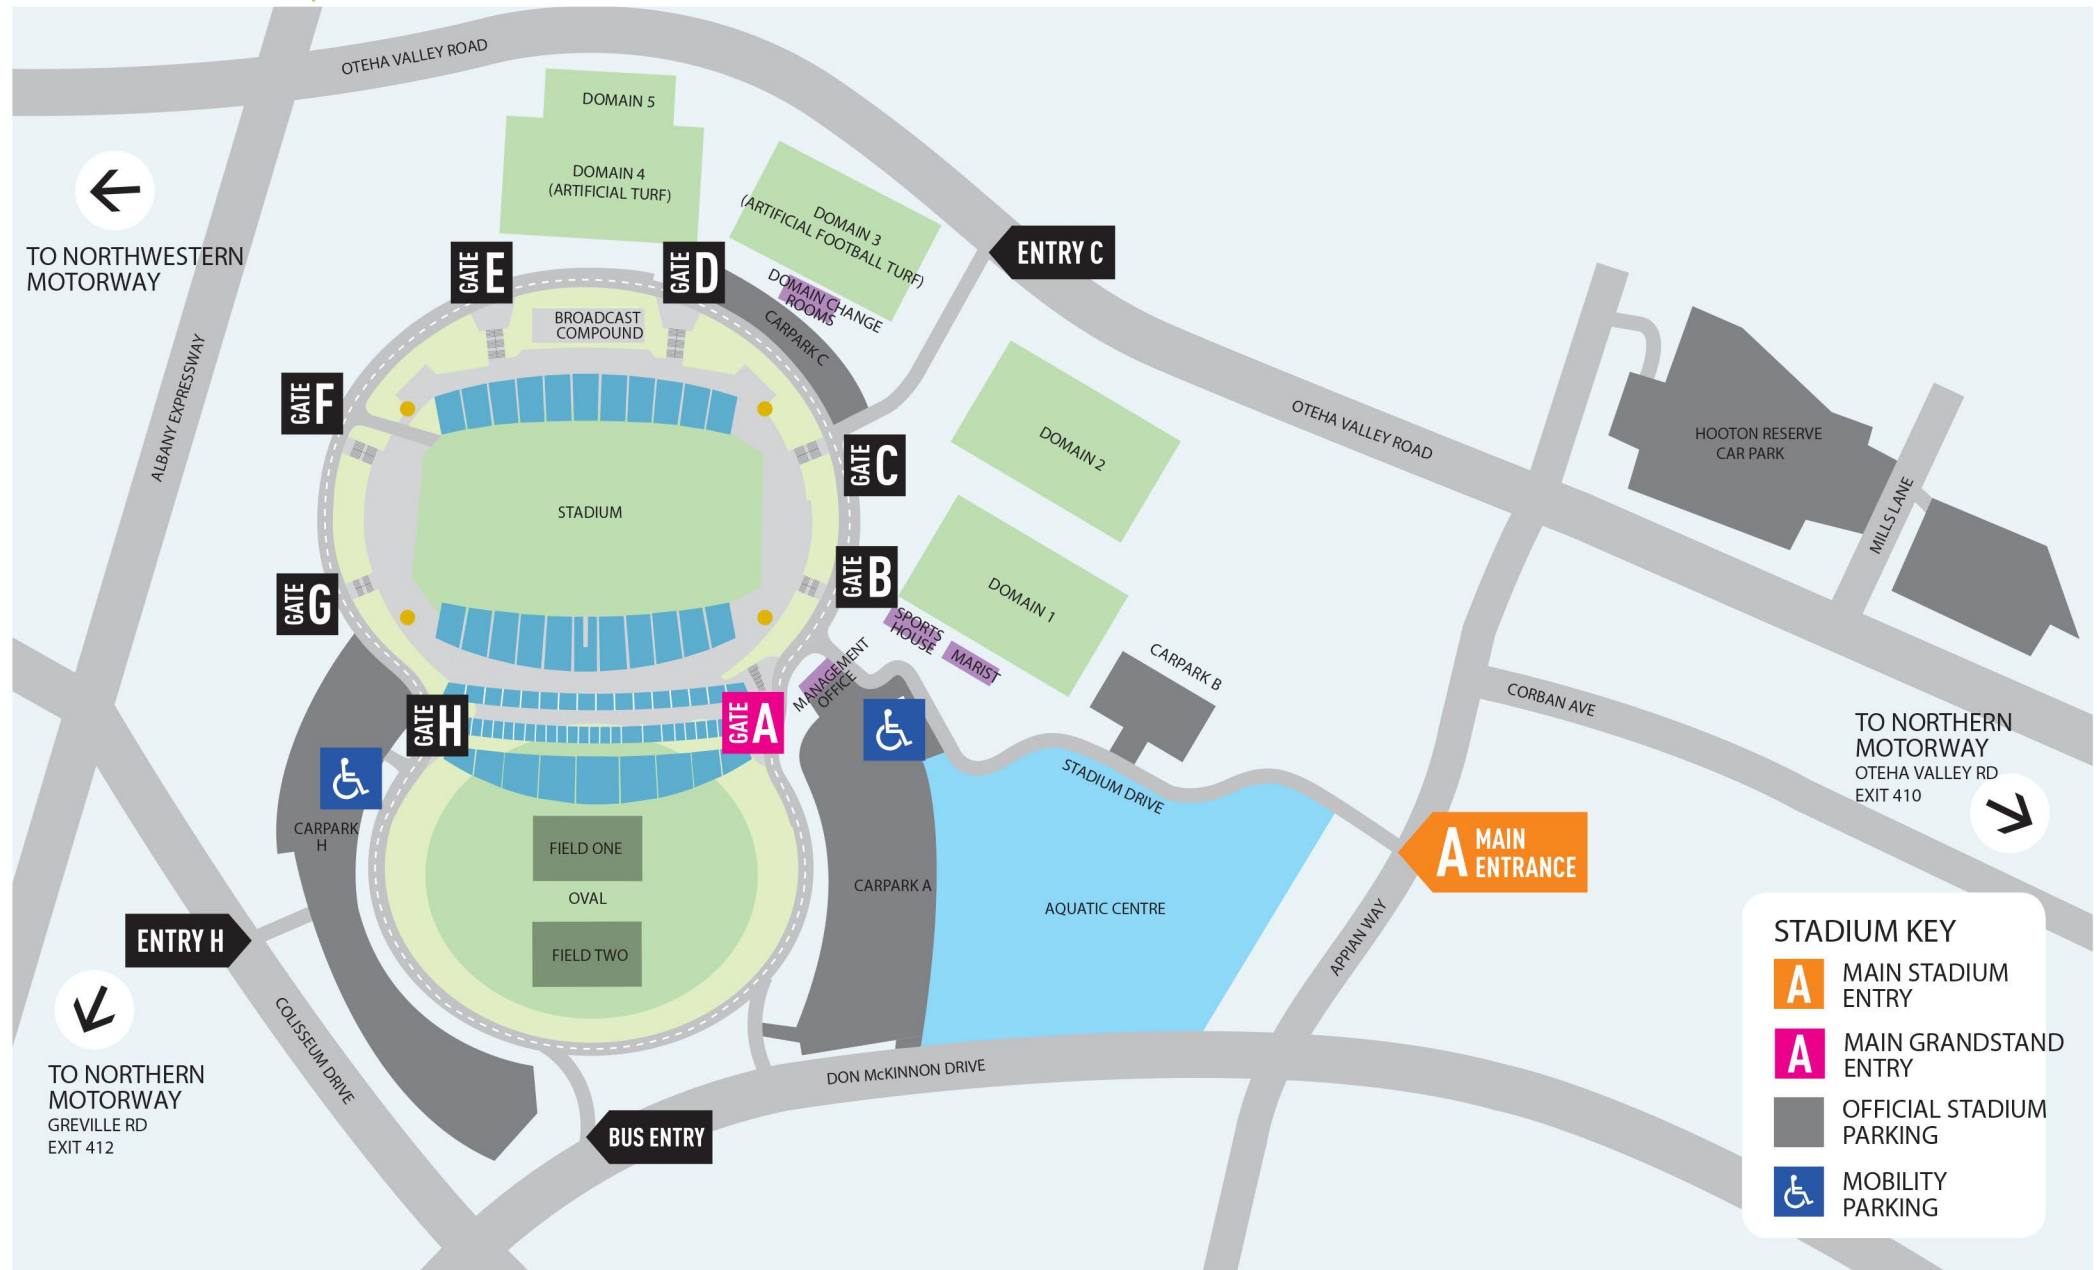 OTEHA VALLEY ROAD
DOMAIN 5
DOMAIN 4
(ARTIFICIAL TURF)
DOMAIN 3
(ARTIFICIAL FOOTBALL TURF)
DOMAIN CHANGE
ROOMS
CARPARK C
ENTRY C
TO NORTHWESTERN
MOTORWAY
GATE E
GATE D
BROADCAST
COMPOUND
ALBANY EXPRESSWAY
GATE F
GATE C
STADIUM
DOMAIN 2
OTEHA VALLEY ROAD
HOOTON RESERVE
CAR PARK
MILLS LANE
GATE G
GATE B
DOMAIN 1
SPORTS
HOUSE
MARIST
MANAGEMENT
OFFICE
CARPARK B
CORBAN AVE
GATE H
GATE A
STADIUM DRIVE
TO NORTHERN
MOTORWAY
OTEHA VALLEY RD
EXIT 410
CARPARK
H
FIELD ONE
OVAL
FIELD TWO
CARPARK A
AQUATIC CENTRE
A MAIN
ENTRANCE
APPIAN WAY
ENTRY H
COLISSEUM DRIVE
TO NORTHERN
MOTORWAY
GREVILLE RD
EXIT 412
DON McKINNON DRIVE
BUS ENTRY
STADIUM KEY
A MAIN STADIUM
ENTRY
A MAIN GRANDSTAND
ENTRY
OFFICIAL STADIUM
PARKING
MOBILITY
PARKING